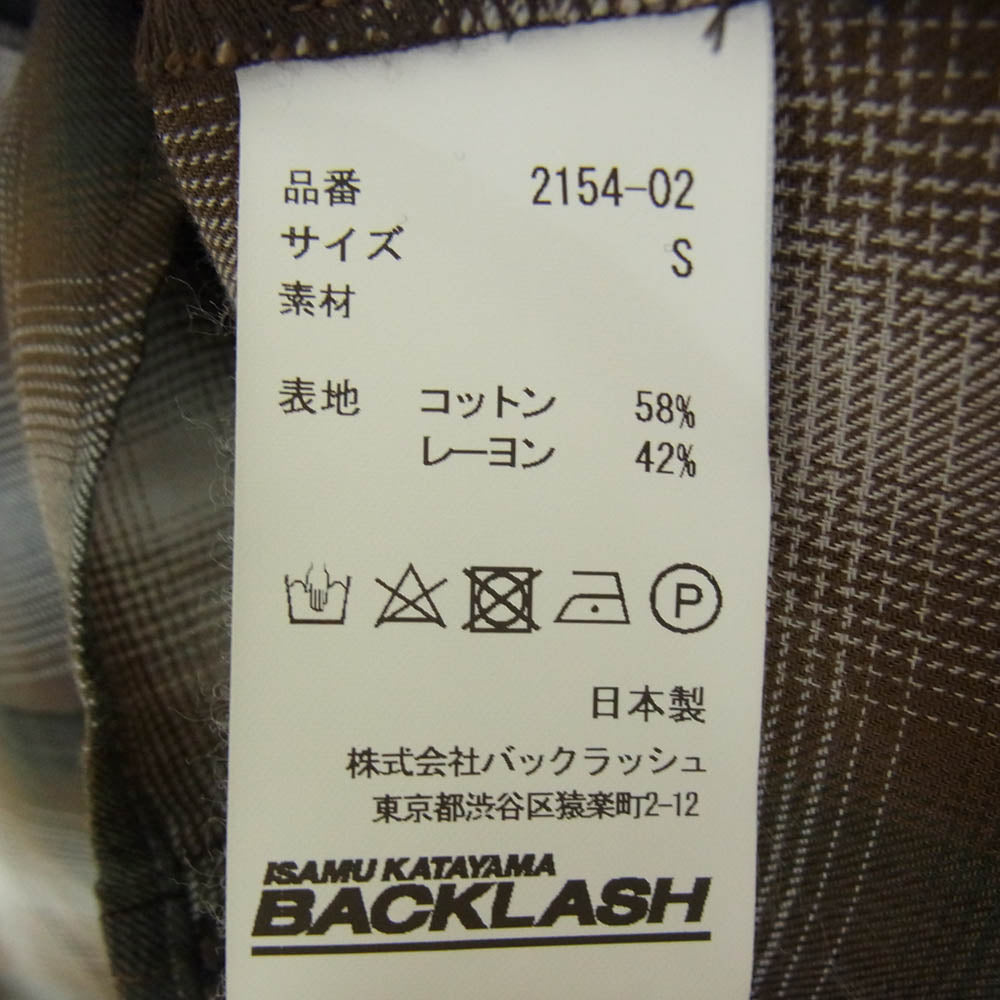 品番 2154-02
サイズ S
素材
表地 コットン 58%
レーヨン 42%
P
日本製
株式会社バックラッシュ
東京都渋谷区猿楽町2-12
ISAMU KATAYAMA
BACKLASH